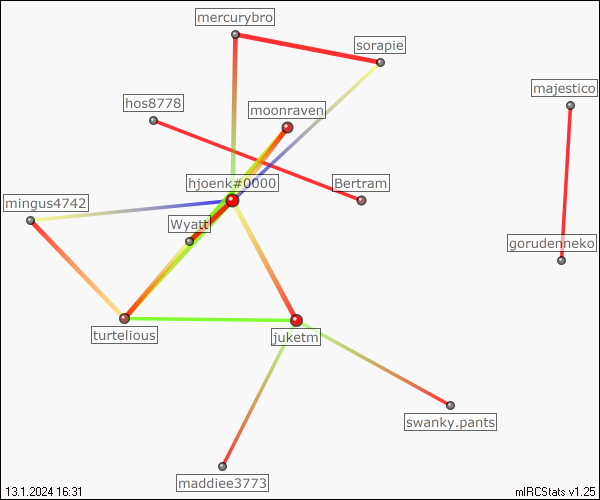 mercurybro
sorapie
majestico
hos8778
moonraven
hjoenk#0000
Bertram
mingus4742
Wyatt
gorudenneko
turtelious
juketm
swanky.pants
maddiee3773
13.1.2024 16:31
mIRCStats v1.25